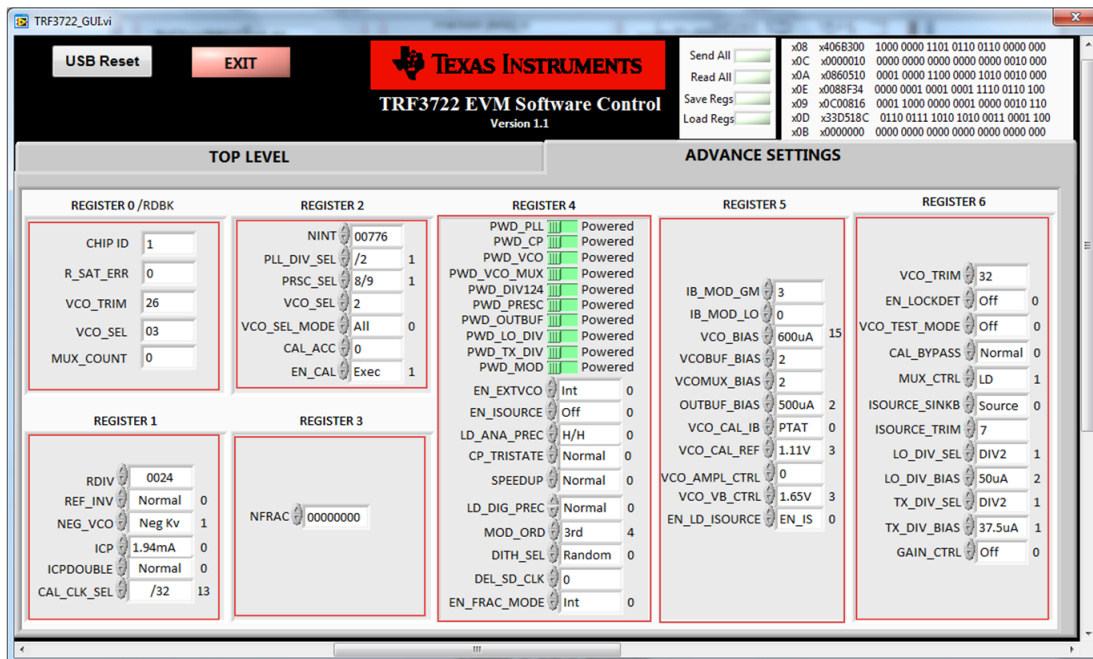 TRF3722_GUI.vi
USB Reset
EXIT
TEXAS INSTRUMENTS
TRF3722 EVM Software Control
Version 1.1
Send All
Read All
Save Regs
Load Regs
x08 x406B300 1000 0000 1101 0110 0110 0000 000
x0C x0000010 0000 0000 0000 0000 0000 0010 000
x0A x0860510 0001 0000 1100 0000 1010 0010 000
x0E x0088F34 0000 0001 0001 0001 1110 0110 100
x09 x0C00816 0001 1000 0000 0001 0000 0010 110
x0D x33D518C 0110 0111 1010 1010 0011 0001 100
x0B x0000000 0000 0000 0000 0000 0000 0000 000
TOP LEVEL
ADVANCE SETTINGS
REGISTER 0 /RDBK
CHIP ID 1
R_SAT_ERR 0
VCO_TRIM 26
VCO_SEL 03
MUX_COUNT 0
REGISTER 1
RDIV 0024
REF_INV Normal 0
NEG_VCO Neg Kv 1
ICP 1.94mA 0
ICPDOUBLE Normal 0
CAL_CLK_SEL /32 13
REGISTER 2
NINT 00776
PLL_DIV_SEL /2 1
PRSC_SEL 8/9 1
VCO_SEL 2
VCO_SEL_MODE All 0
CAL_ACC 0
EN_CAL Exec 1
REGISTER 3
NFRAC 00000000
REGISTER 4
PWD_PLL Powered
PWD_CP Powered
PWD_VCO Powered
PWD_VCO_MUX Powered
PWD_DIV124 Powered
PWD_PRESC Powered
PWD_OUTBUF Powered
PWD_LO_DIV Powered
PWD_TX_DIV Powered
PWD_MOD Powered
EN_EXTVCO Int 0
EN_ISOURCE Off 0
LD_ANA_PREC H/H 0
CP_TRISTATE Normal 0
SPEEDUP Normal 0
LD_DIG_PREC Normal 0
MOD_ORD 3rd 4
DITH_SEL Random 0
DEL_SD_CLK 0
EN_FRAC_MODE Int 0
REGISTER 5
IB_MOD_GM 3
IB_MOD_LO 0
VCO_BIAS 600uA 15
VCOBUF_BIAS 2
VCOMUX_BIAS 2
OUTBUF_BIAS 500uA 2
VCO_CAL_IB PTAT 0
VCO_CAL_REF 1.11V 3
VCO_AMPL_CTRL 0
VCO_VB_CTRL 1.65V 3
EN_LD_ISOURCE EN_IS 0
REGISTER 6
VCO_TRIM 32
EN_LOCKDET Off 0
VCO_TEST_MODE Off 0
CAL_BYPASS Normal 0
MUX_CTRL LD 1
ISOURCE_SINKB Source 0
ISOURCE_TRIM 7
LO_DIV_SEL DIV2 1
LO_DIV_BIAS 50uA 2
TX_DIV_SEL DIV2 1
TX_DIV_BIAS 37.5uA 1
GAIN_CTRL Off 0